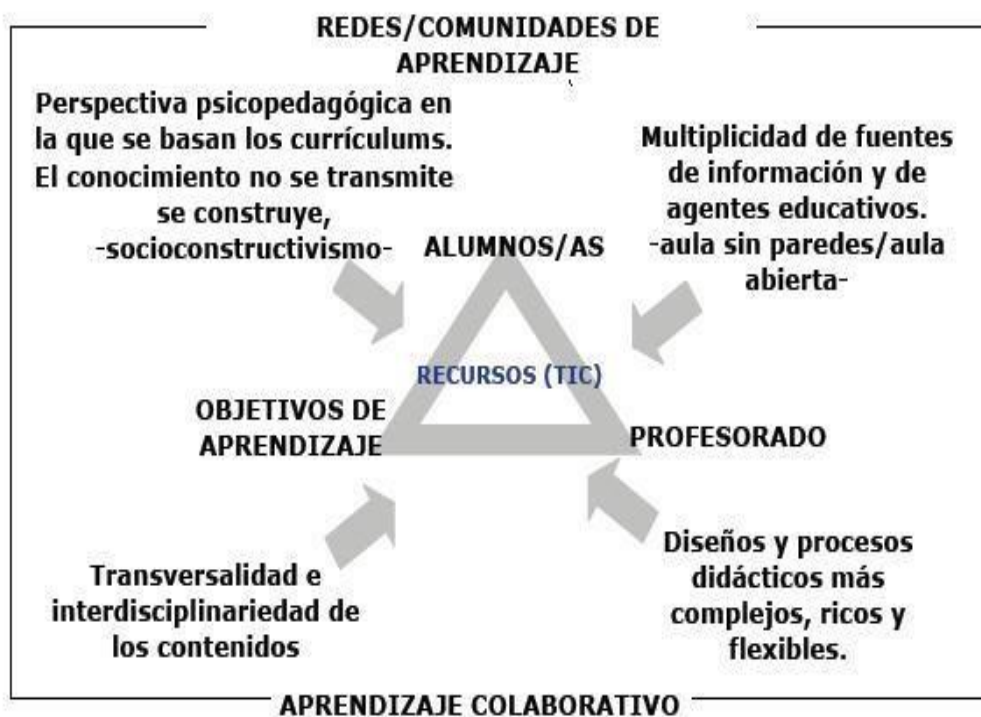 REDES/COMUNIDADES DE
APRENDIZAJE
Perspectiva psicopedagógica en
la que se basan los currículums.
El conocimiento no se transmite
se construye,
-socioconstructivismo-
Multiplicidad de fuentes
de información y de
agentes educativos.
-aula sin paredes/aula
abierta-
ALUMNOS/AS
RECURSOS (TIC)
OBJETIVOS DE
APRENDIZAJE
PROFESORADO
Transversalidad e
interdisciplinariedad de
los contenidos
Diseños y procesos
didácticos más
complejos, ricos y
flexibles.
APRENDIZAJE COLABORATIVO